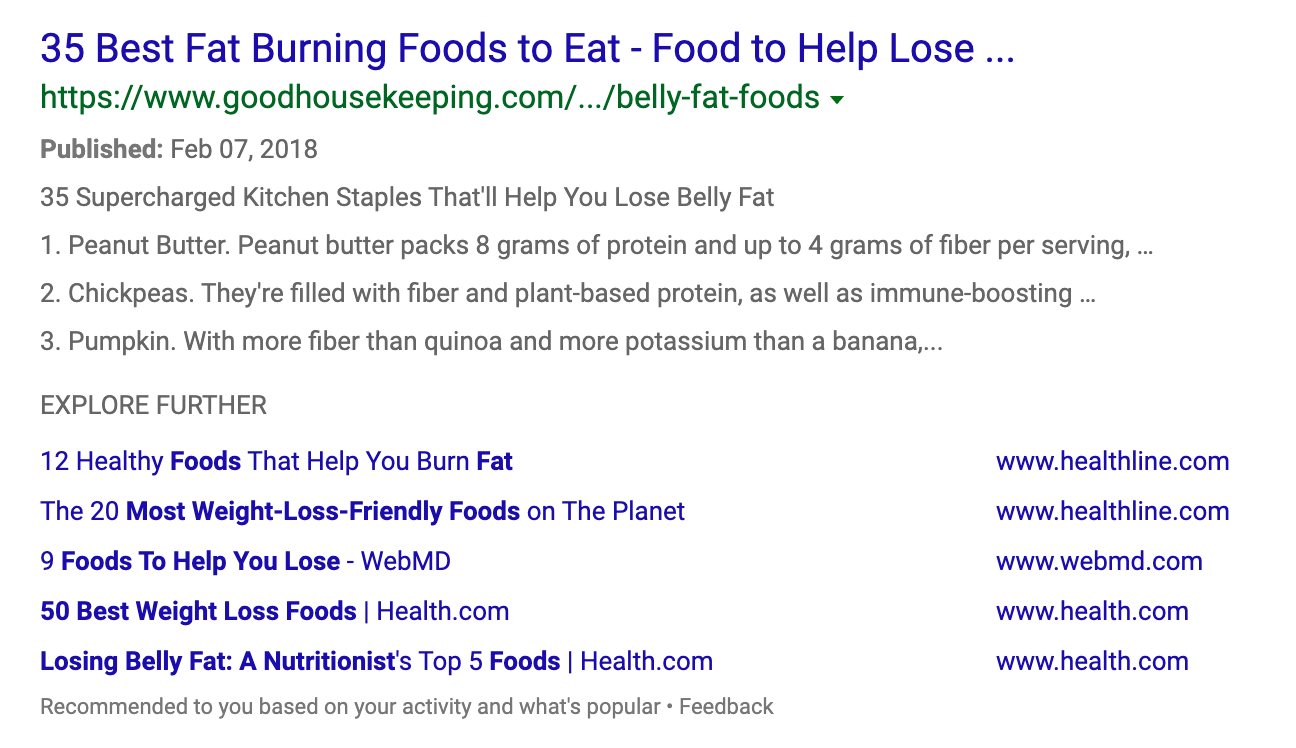 35 Best Fat Burning Foods to Eat - Food to Help Lose ...
https://www.goodhousekeeping.com/.../belly-fat-foods
Published: Feb 07, 2018
35 Supercharged Kitchen Staples That'll Help You Lose Belly Fat
1. Peanut Butter. Peanut butter packs 8 grams of protein and up to 4 grams of fiber per serving, …
2. Chickpeas. They're filled with fiber and plant-based protein, as well as immune-boosting …
3. Pumpkin. With more fiber than quinoa and more potassium than a banana,...
EXPLORE FURTHER
12 Healthy Foods That Help You Burn Fat www.healthline.com
The 20 Most Weight-Loss-Friendly Foods on The Planet www.healthline.com
9 Foods To Help You Lose - WebMD www.webmd.com
50 Best Weight Loss Foods | Health.com www.health.com
Losing Belly Fat: A Nutritionist's Top 5 Foods | Health.com www.health.com
Recommended to you based on your activity and what's popular • Feedback